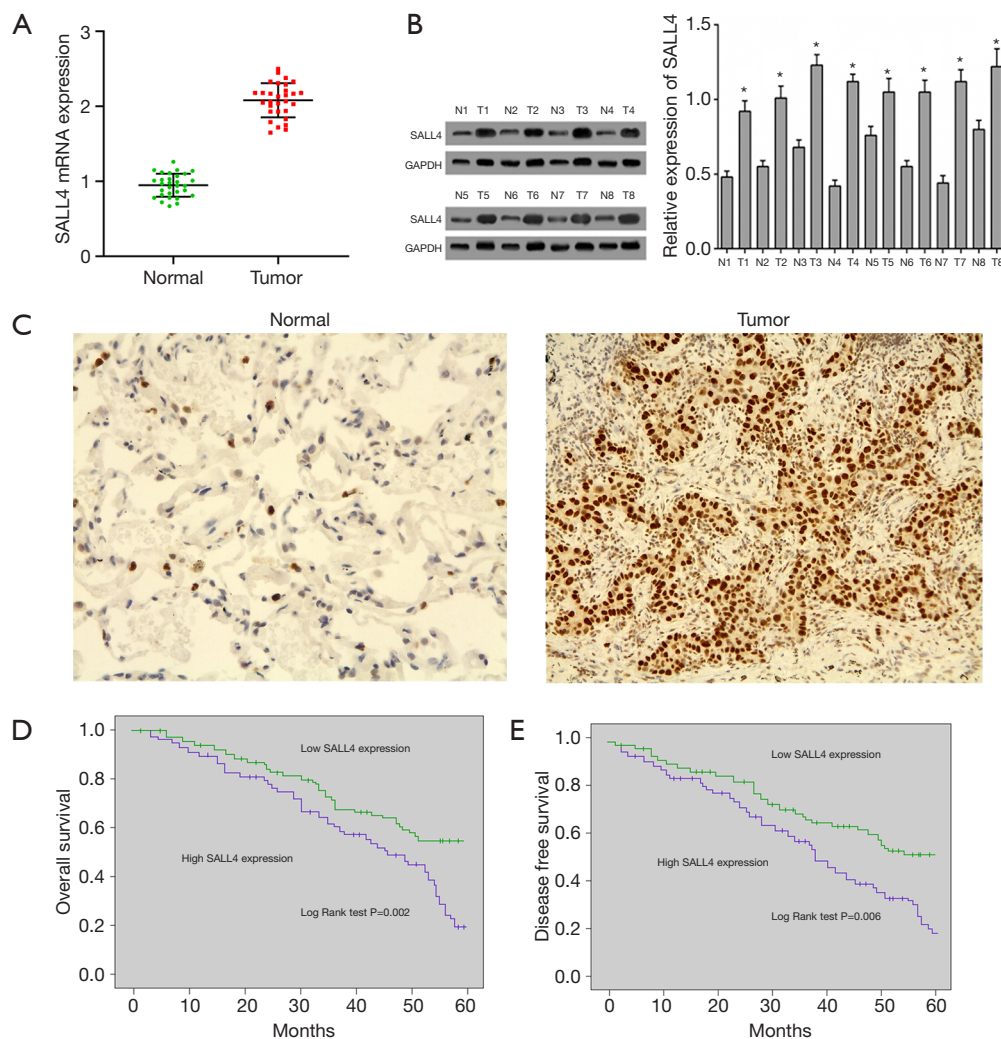 A
SALL4 mRNA expression
3
2
1
0
Normal Tumor
B
N1 T1 N2 T2 N3 T3 N4 T4
SALL4
GAPDH
N5 T5 N6 T6 N7 T7 N8 T8
SALL4
GAPDH
Relative expression of SALL4
1.5
1.0
0.5
0.0
* * * * * * * *
N1 T1 N2 T2 N3 T3 N4 T4 N5 T5 N6 T6 N7 T7 N8 T8
C
Normal
Tumor
D
Overall survival
1.0
0.8
0.6
0.4
0.2
0.0
Low SALL4 expression
High SALL4 expression
Log Rank test P=0.002
0 10 20 30 40 50 60
Months
E
Disease free survival
1.0
0.8
0.6
0.4
0.2
0.0
Low SALL4 expression
High SALL4 expression
Log Rank test P=0.006
0 10 20 30 40 50 60
Months